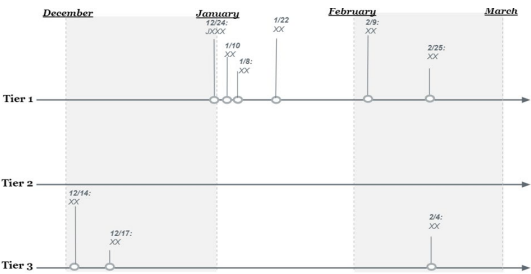 December January February March
12/24:
JXXX
1/10
XX
1/8:
XX
1/22
XX
2/9:
XX
2/25:
XX
Tier 1
Tier 2
12/14:
XX
12/17:
XX
2/4:
XX
Tier 3